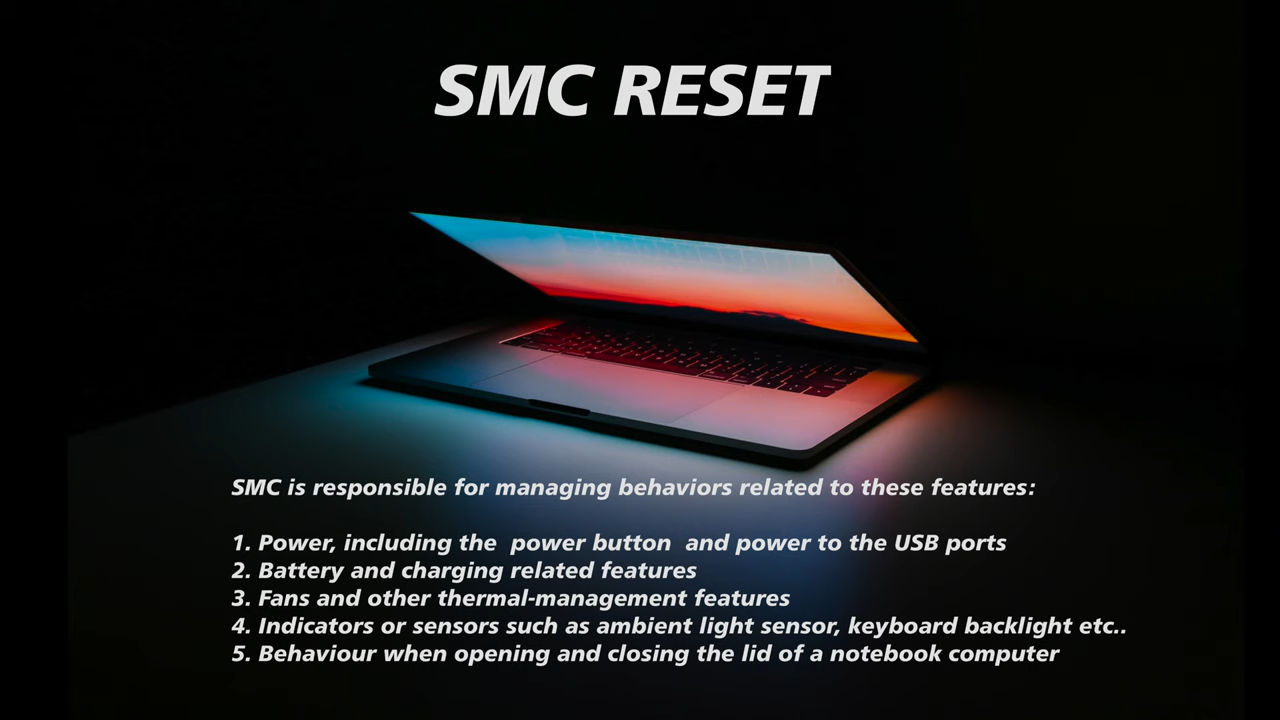 SMC RESET
SMC is responsible for managing behaviors related to these features:
1. Power, including the  power button  and power to the USB ports
2. Battery and charging related features
3. Fans and other thermal-management features
4. Indicators or sensors such as ambient light sensor, keyboard backlight etc..
5. Behaviour when opening and closing the lid of a notebook computer